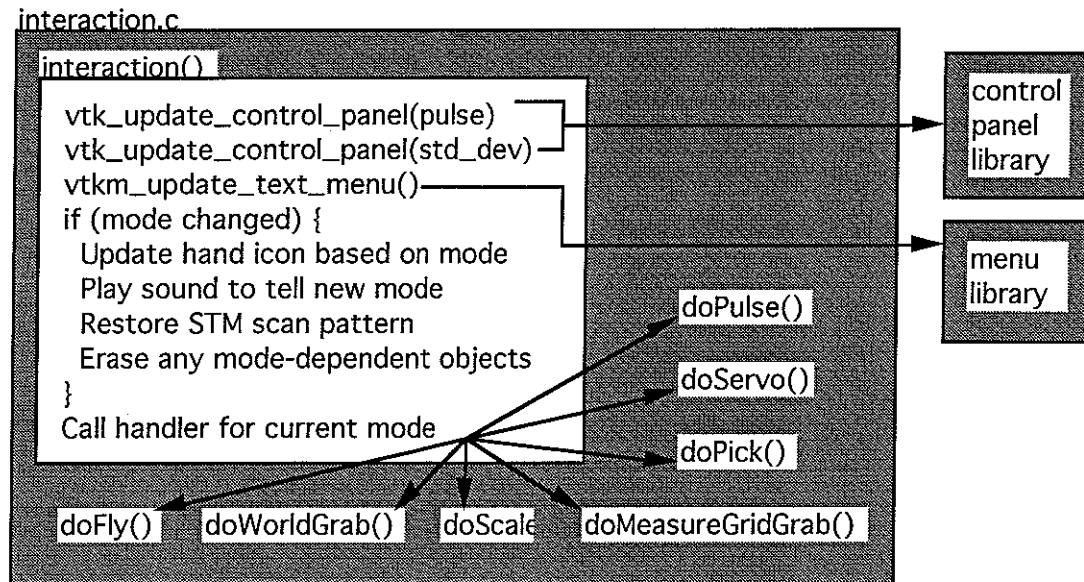 interaction.c
interaction()
vtk_update_control_panel(pulse)
vtk_update_control_panel(std_dev)
vtkm_update_text_menu()
if (mode changed) {
Update hand icon based on mode
Play sound to tell new mode
Restore STM scan pattern
Erase any mode-dependent objects
}
Call handler for current mode
control
panel
library
menu
library
doPulse()
doServo()
doPick()
doFly()
doWorldGrab()
doScale
doMeasureGridGrab()